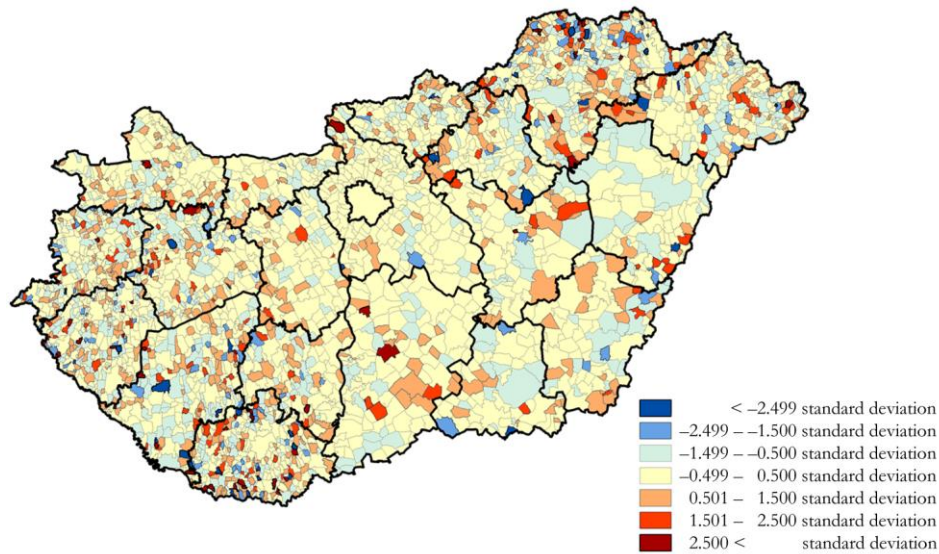 < –2.499 standard deviation
–2.499 – –1.500 standard deviation
–1.499 – –0.500 standard deviation
–0.499 – 0.500 standard deviation
0.501 – 1.500 standard deviation
1.501 – 2.500 standard deviation
2.500 < standard deviation